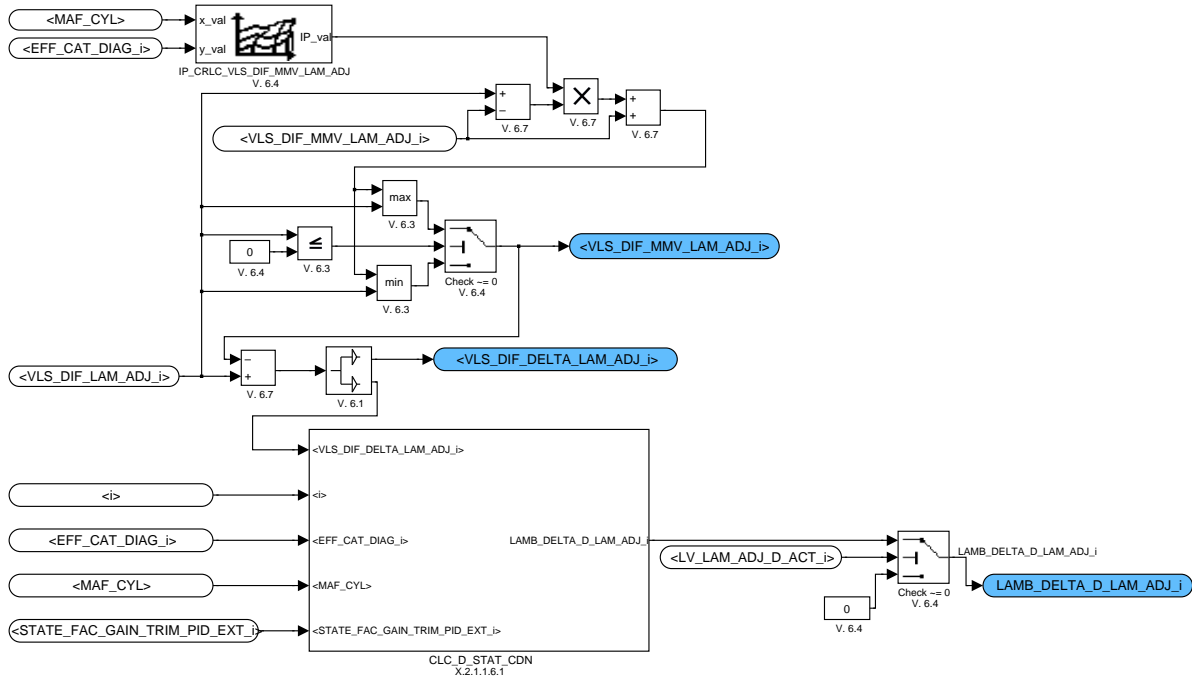 <MAF_CYL>
<EFF_CAT_DIAG_i>
x_val
y_val
IP_val
IP_CRLC_VLS_DIF_MMV_LAM_ADJ
V. 6.4
+
−
V. 6.7
×
V. 6.7
+
+
V. 6.7
<VLS_DIF_MMV_LAM_ADJ_i>
max
V. 6.3
≤
V. 6.3
0
V. 6.4
min
V. 6.3
Check ~= 0
V. 6.4
<VLS_DIF_MMV_LAM_ADJ_i>
<VLS_DIF_LAM_ADJ_i>
−
+
V. 6.7
V. 6.1
<VLS_DIF_DELTA_LAM_ADJ_i>
<VLS_DIF_DELTA_LAM_ADJ_i>
<i>
<i>
<EFF_CAT_DIAG_i>
<EFF_CAT_DIAG_i>
LAMB_DELTA_D_LAM_ADJ_i
<MAF_CYL>
<MAF_CYL>
<STATE_FAC_GAIN_TRIM_PID_EXT_i>
<STATE_FAC_GAIN_TRIM_PID_EXT_i>
CLC_D_STAT_CDN
X.2.1.1.6.1
<LV_LAM_ADJ_D_ACT_i>
0
V. 6.4
Check ~= 0
V. 6.4
LAMB_DELTA_D_LAM_ADJ_i
LAMB_DELTA_D_LAM_ADJ_i